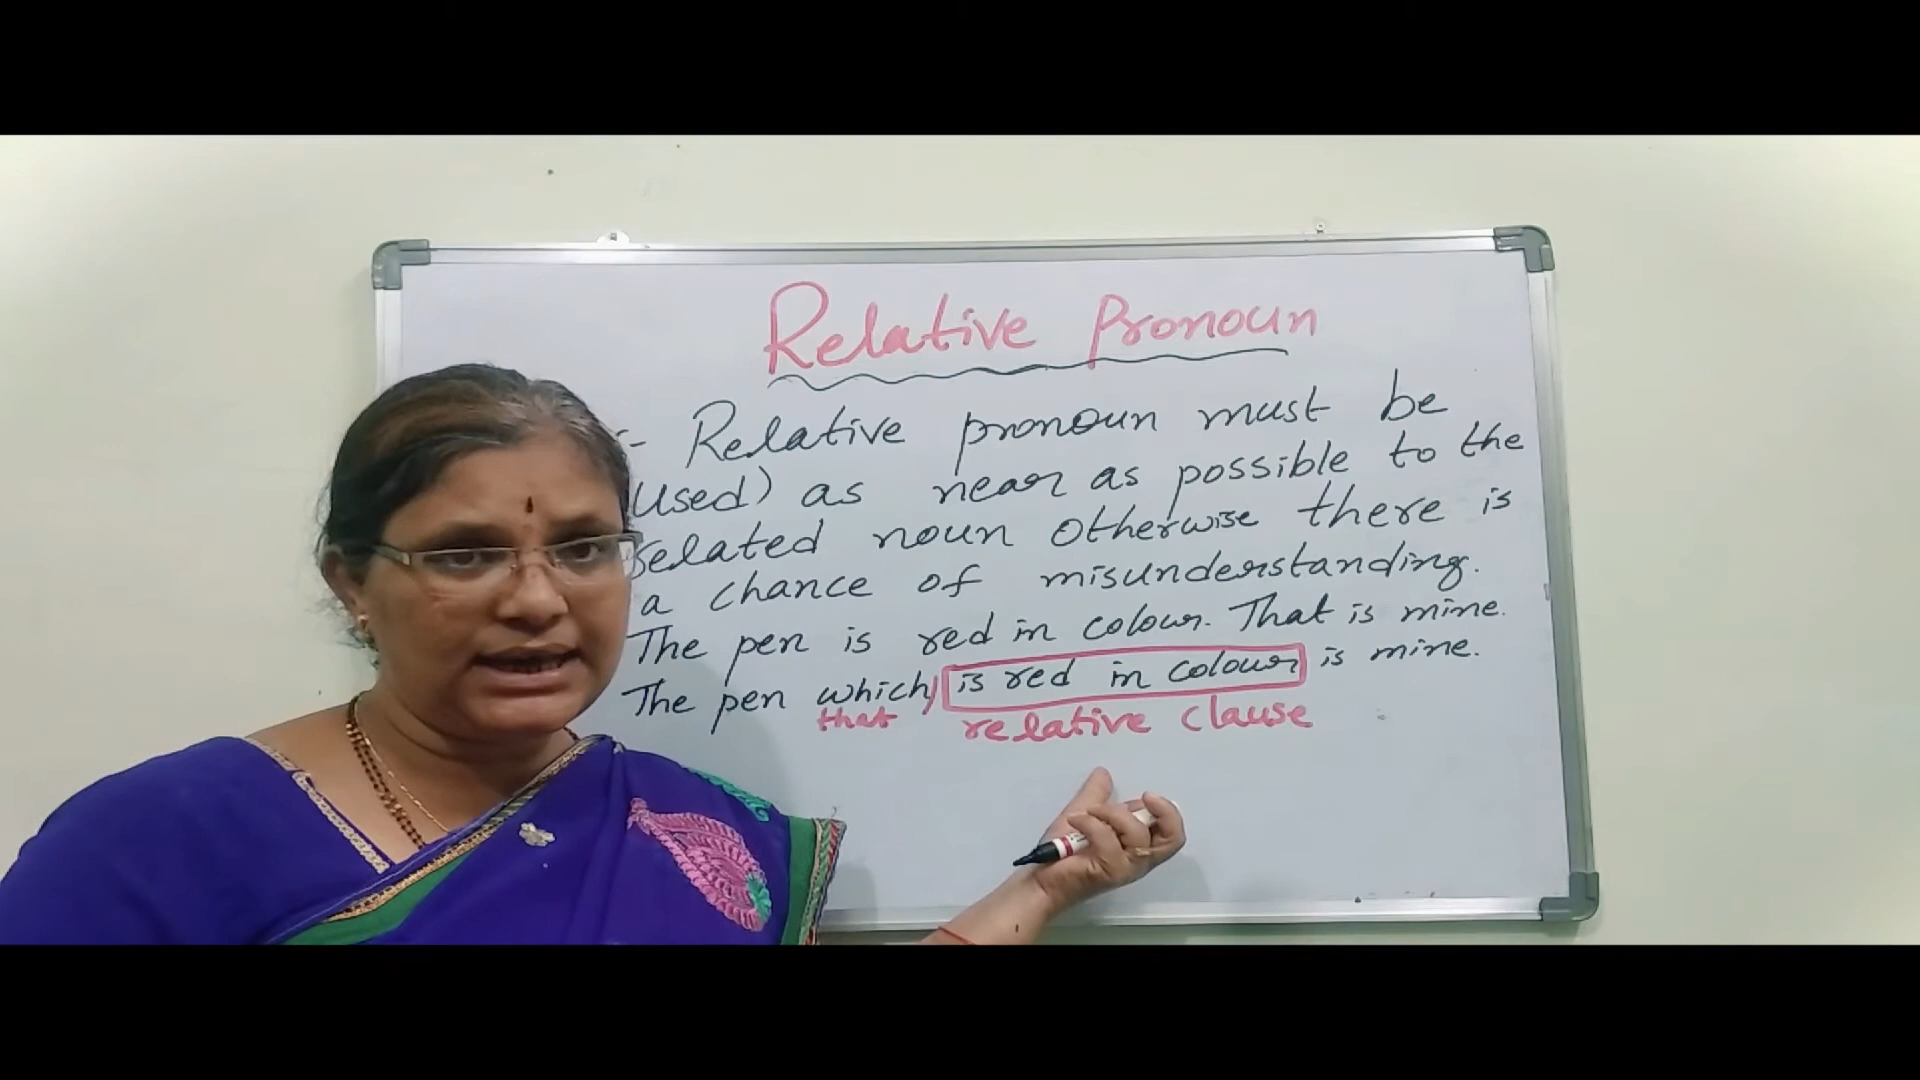 Relative Pronoun
:- Relative pronoun must be
used) as near as possible to the
related noun otherwise there is
a chance of misunderstanding.
The pen is red in colour. That is mine.
The pen which) is red in colour is mine.
that relative clause